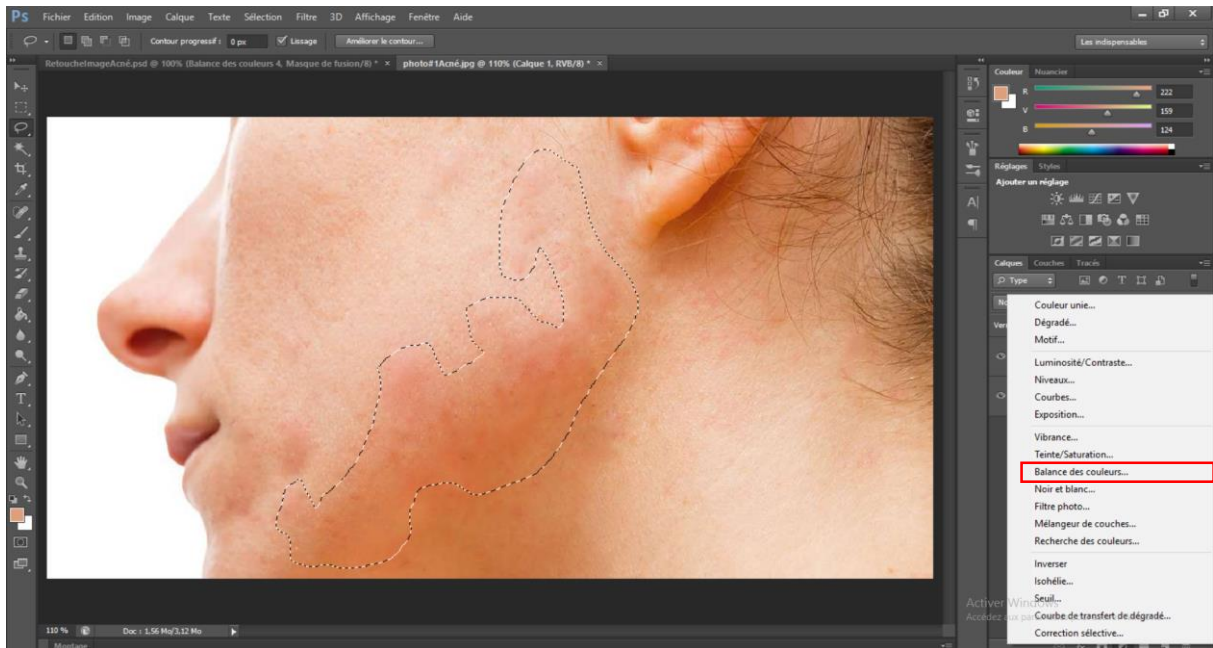 Ps Fichier Edition Image Calque Texte Sélection Filtre 3D Affichage Fenêtre Aide
Contour progressif : 0 px Lissage Améliorer le contour... Les indispensables
RetoucheImageAcné.psd @ 100% (Balance des couleurs 4, Masque de fusion/8) * × photo#1Acné.jpg @ 110% (Calque 1, RVB/8) * ×
Couleur Nuancier
R 222
V 159
B 124
Réglages Styles
Ajouter un réglage
Calques Couches Tracés
Type
Couleur unie...
Dégradé...
Motif...
Luminosité/Contraste...
Niveaux...
Courbes...
Exposition...
Vibrance...
Teinte/Saturation...
Balance des couleurs...
Noir et blanc...
Filtre photo...
Mélangeur de couches...
Recherche des couleurs...
Inverser
Isohélie...
Seuil...
Courbe de transfert de dégradé...
Correction sélective...
Activer Windows
Accédez aux
110 % Doc : 1,56 Mo/3,12 Mo
Montage